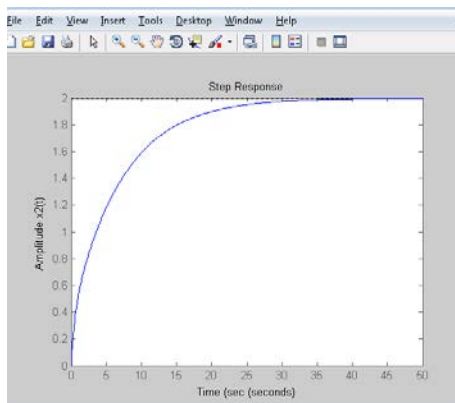 File Edit View Insert Tools Desktop Window Help
Step Response
2
1.8
1.6
1.4
1.2
1
0.8
0.6
0.4
0.2
0
Amplitude x2(t)
0 5 10 15 20 25 30 35 40 45 50
Time (sec (seconds)